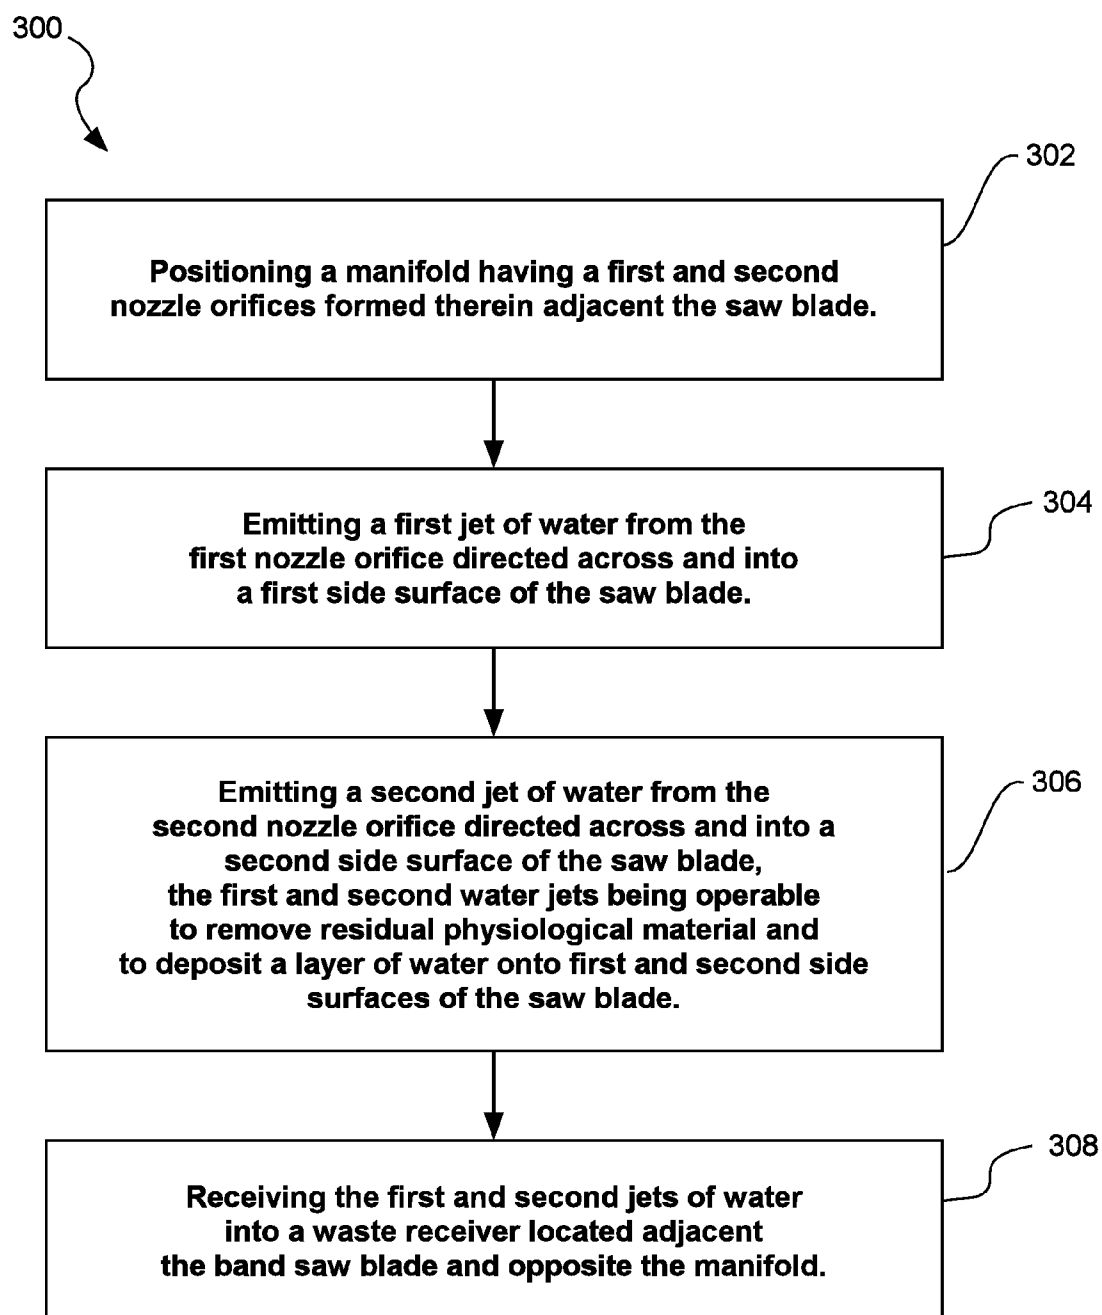 300
302
Positioning a manifold having a first and second
nozzle orifices formed therein adjacent the saw blade.
304
Emitting a first jet of water from the
first nozzle orifice directed across and into
a first side surface of the saw blade.
306
Emitting a second jet of water from the
second nozzle orifice directed across and into a
second side surface of the saw blade,
the first and second water jets being operable
to remove residual physiological material and
to deposit a layer of water onto first and second side
surfaces of the saw blade.
308
Receiving the first and second jets of water
into a waste receiver located adjacent
the band saw blade and opposite the manifold.